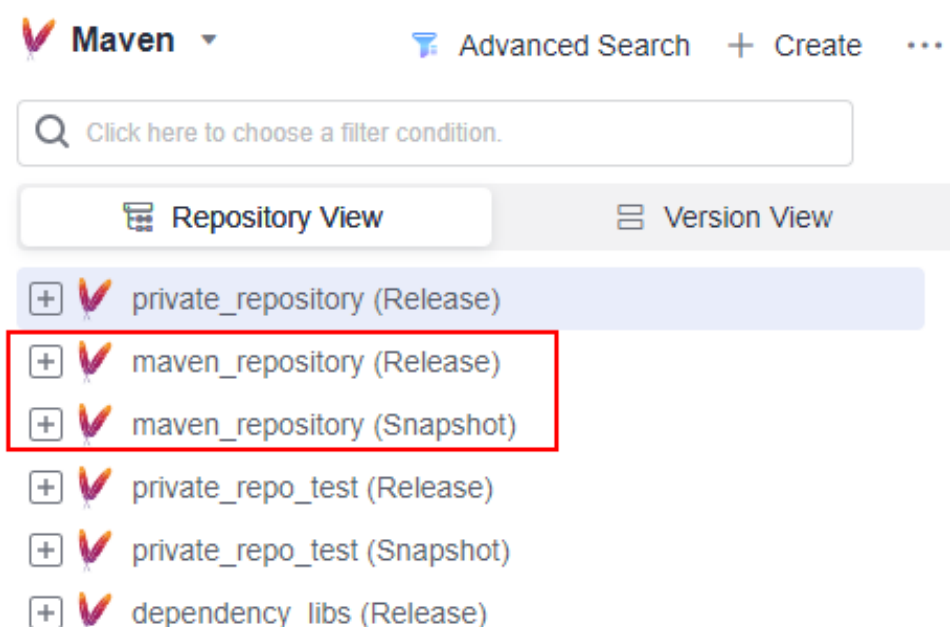 Maven Advanced Search + Create ...
Click here to choose a filter condition.
Repository View Version View
private_repository (Release)
maven_repository (Release)
maven_repository (Snapshot)
private_repo_test (Release)
private_repo_test (Snapshot)
dependency_libs (Release)